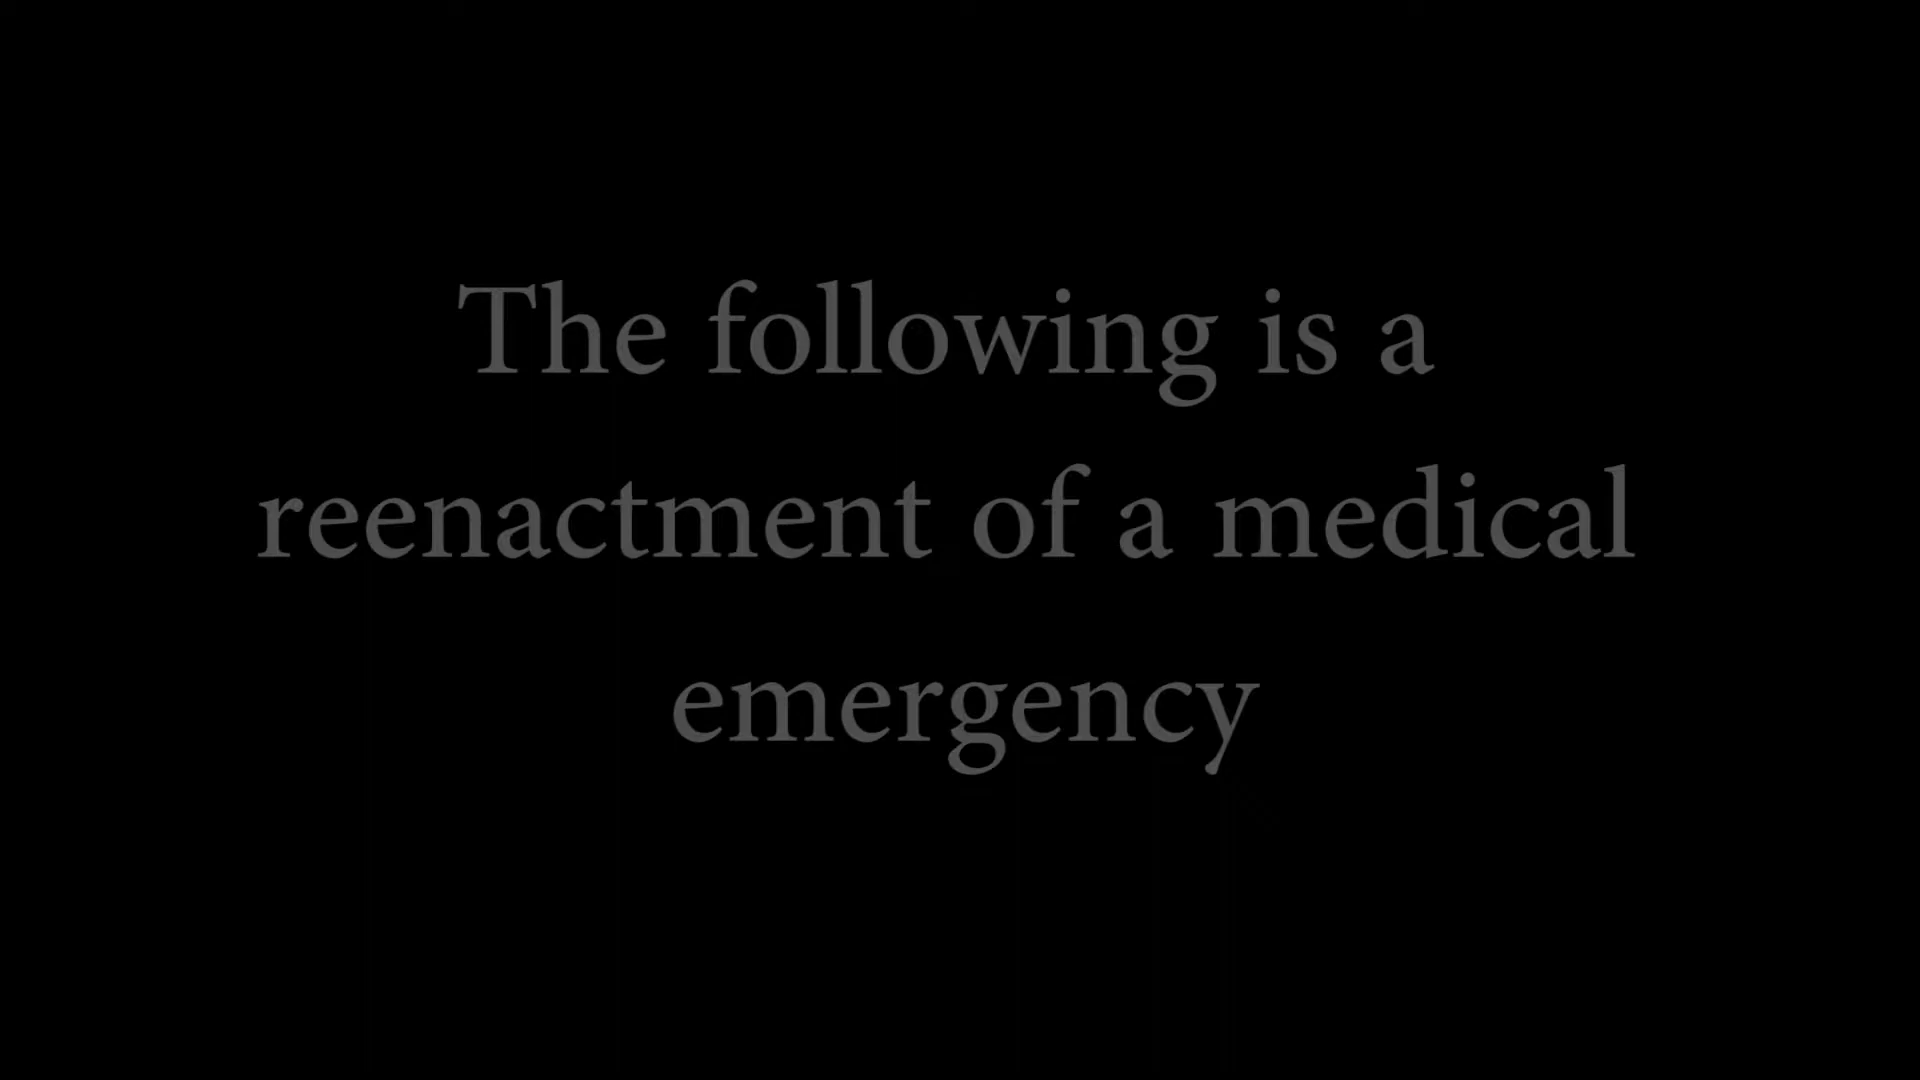 The following is a
reenactment of a medical
emergency